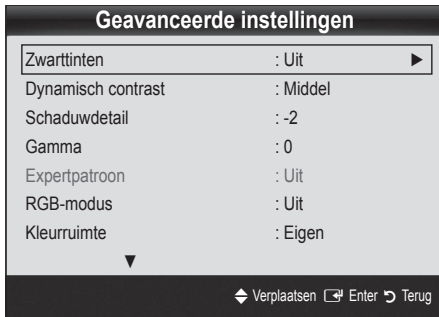 Geavanceerde instellingen
Zwarttinten : Uit ►
Dynamisch contrast : Middel
Schaduwdetail : -2
Gamma : 0
Expertpatroon : Uit
RGB-modus : Uit
Kleurruimte : Eigen
▼
Verplaatsen Enter Terug